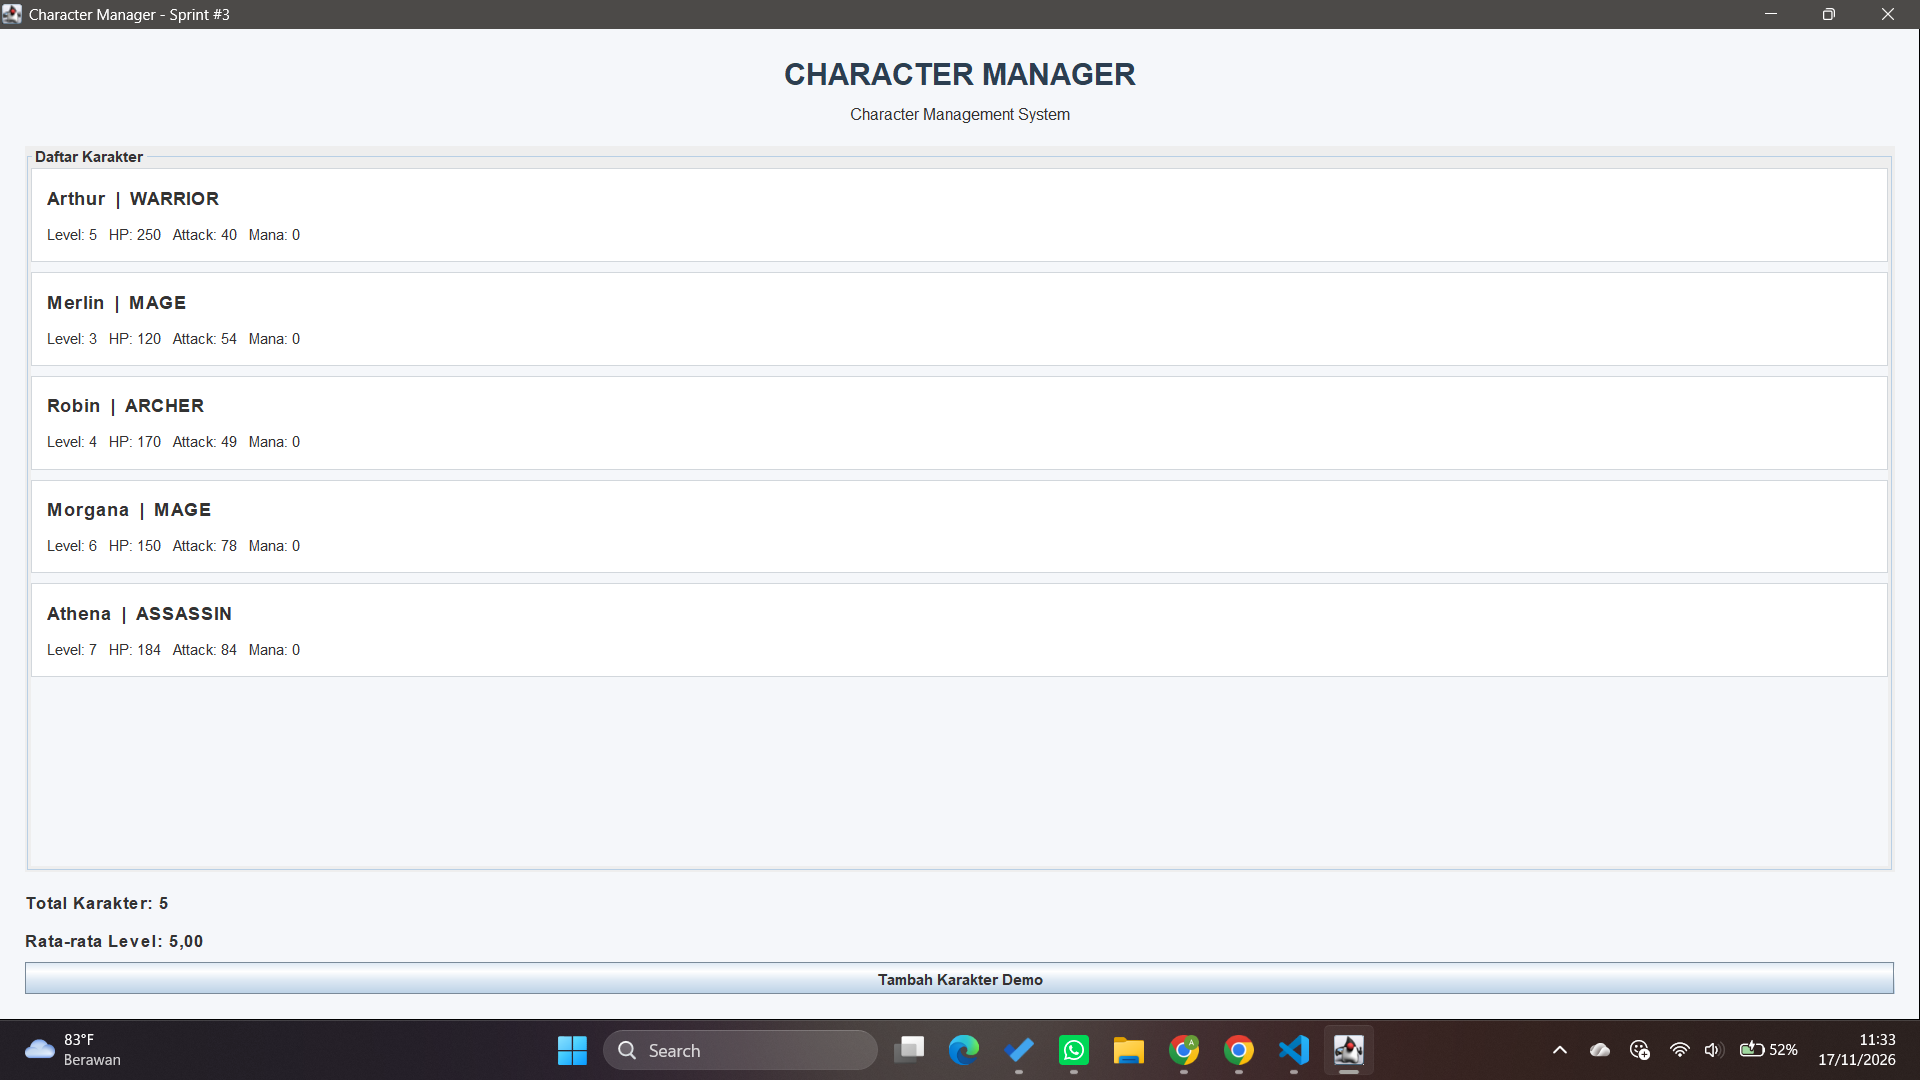 Character Manager - Sprint #3
CHARACTER MANAGER
Character Management System
Daftar Karakter
Arthur | WARRIOR
Level: 5 HP: 250 Attack: 40 Mana: 0
Merlin | MAGE
Level: 3 HP: 120 Attack: 54 Mana: 0
Robin | ARCHER
Level: 4 HP: 170 Attack: 49 Mana: 0
Morgana | MAGE
Level: 6 HP: 150 Attack: 78 Mana: 0
Athena | ASSASSIN
Level: 7 HP: 184 Attack: 84 Mana: 0
Total Karakter: 5
Rata-rata Level: 5,00
Tambah Karakter Demo
83°F
Berawan
Search
A
52%
11:33
17/11/2026